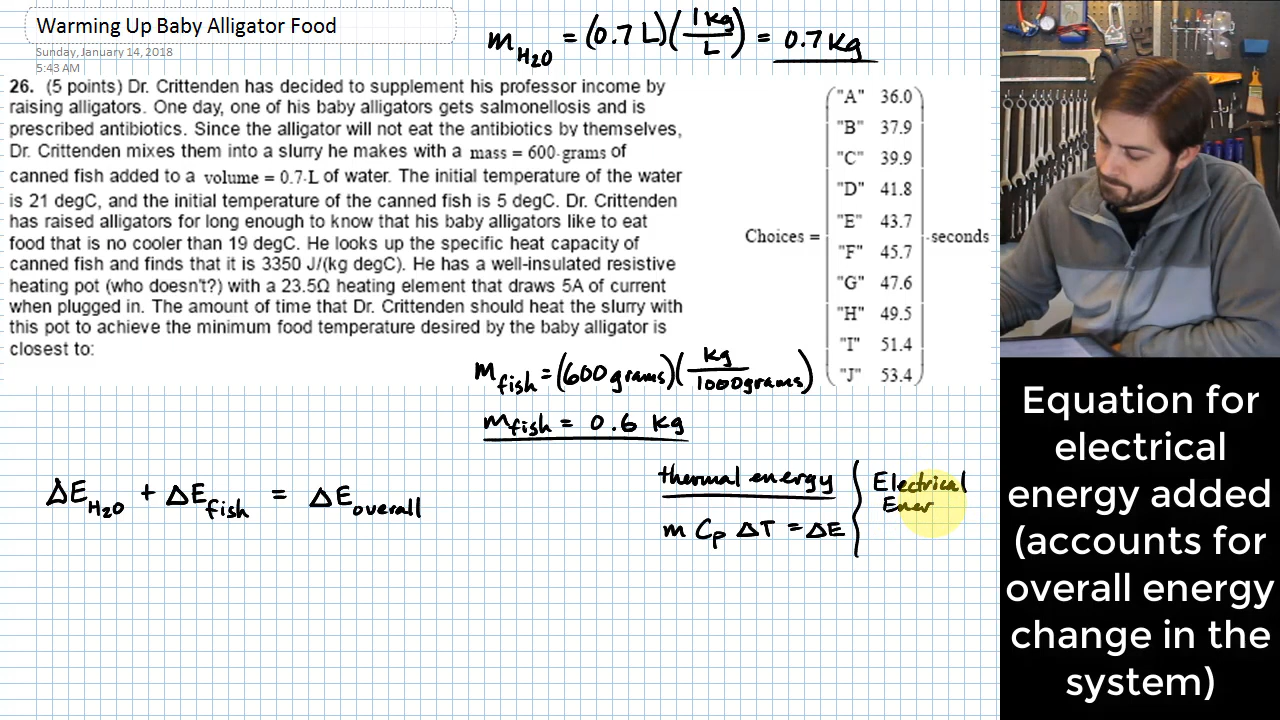 Warming Up Baby Alligator Food
Sunday, January 14, 2018
5:43 AM
m H₂O = (0.7 L)(1 kg / L) = 0.7 kg
26. (5 points) Dr. Crittenden has decided to supplement his professor income by
raising alligators. One day, one of his baby alligators gets salmonellosis and is
prescribed antibiotics. Since the alligator will not eat the antibiotics by themselves,
Dr. Crittenden mixes them into a slurry he makes with a mass = 600·grams of
canned fish added to a volume = 0.7·L of water. The initial temperature of the water
is 21 degC, and the initial temperature of the canned fish is 5 degC. Dr. Crittenden
has raised alligators for long enough to know that his baby alligators like to eat
food that is no cooler than 19 degC. He looks up the specific heat capacity of
canned fish and finds that it is 3350 J/(kg degC). He has a well-insulated resistive
heating pot (who doesn't?) with a 23.5Ω heating element that draws 5A of current
when plugged in. The amount of time that Dr. Crittenden should heat the slurry with
this pot to achieve the minimum food temperature desired by the baby alligator is
closest to:
Choices =
"A" 36.0
"B" 37.9
"C" 39.9
"D" 41.8
"E" 43.7
"F" 45.7
"G" 47.6
"H" 49.5
"I" 51.4
"J" 53.4
·seconds
m fish = (600 grams)(kg / 1000 grams)
m fish = 0.6 kg
ΔE H₂O + ΔE fish = ΔE overall
thermal energy
m Cp ΔT = ΔE
Electrical
Ener
Equation for
electrical
energy added
(accounts for
overall energy
change in the
system)